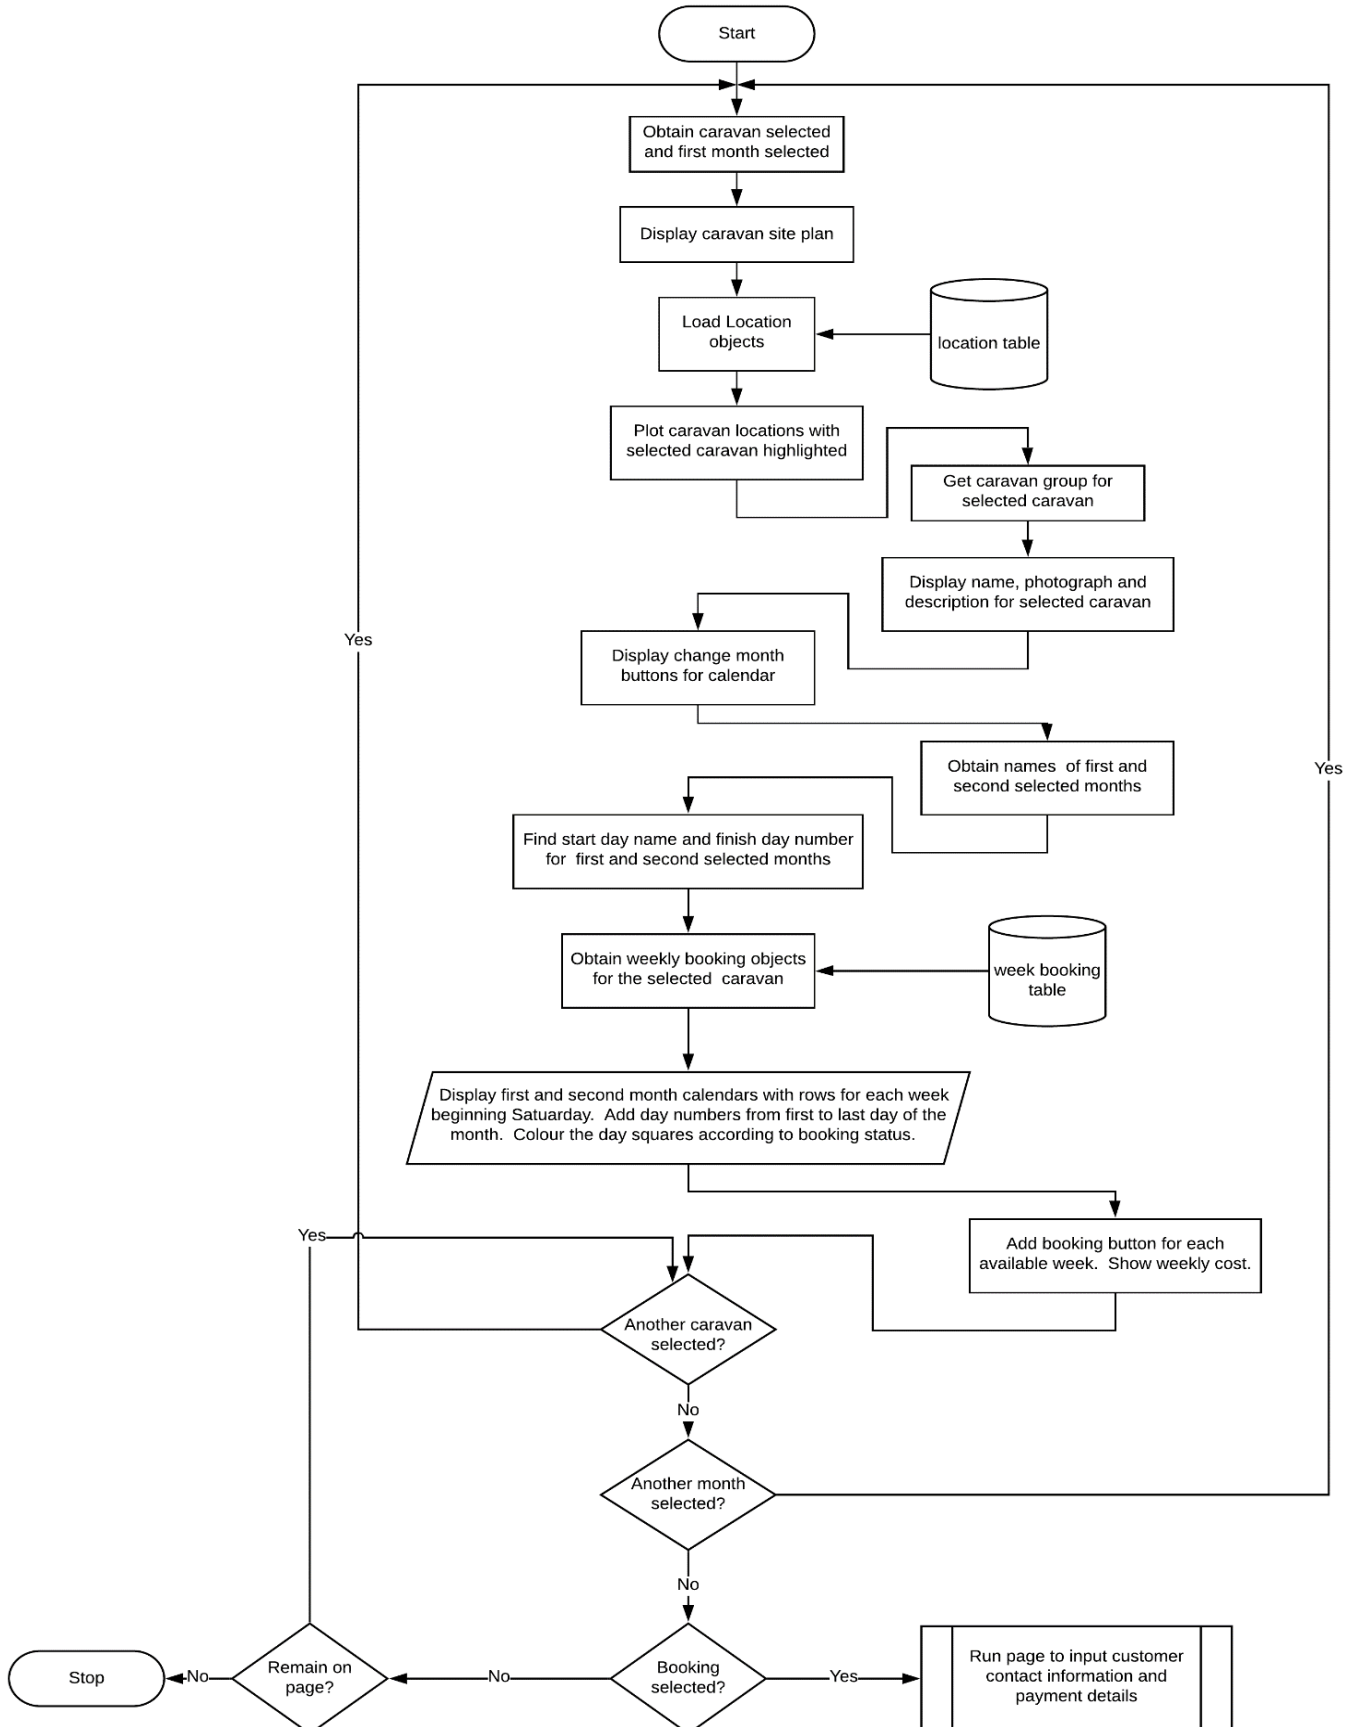 Start
Obtain caravan selected
and first month selected
Display caravan site plan
Load Location
objects
location table
Plot caravan locations with
selected caravan highlighted
Get caravan group for
selected caravan
Display name, photograph and
description for selected caravan
Yes
Display change month
buttons for calendar
Obtain names of first and
second selected months
Yes
Find start day name and finish day number
for first and second selected months
Obtain weekly booking objects
for the selected caravan
week booking
table
Display first and second month calendars with rows for each week
beginning Satuarday. Add day numbers from first to last day of the
month. Colour the day squares according to booking status.
Yes
Add booking button for each
available week. Show weekly cost.
Another caravan
selected?
No
Another month
selected?
No
Stop
No
Remain on
page?
No
Booking
selected?
Yes
Run page to input customer
contact information and
payment details